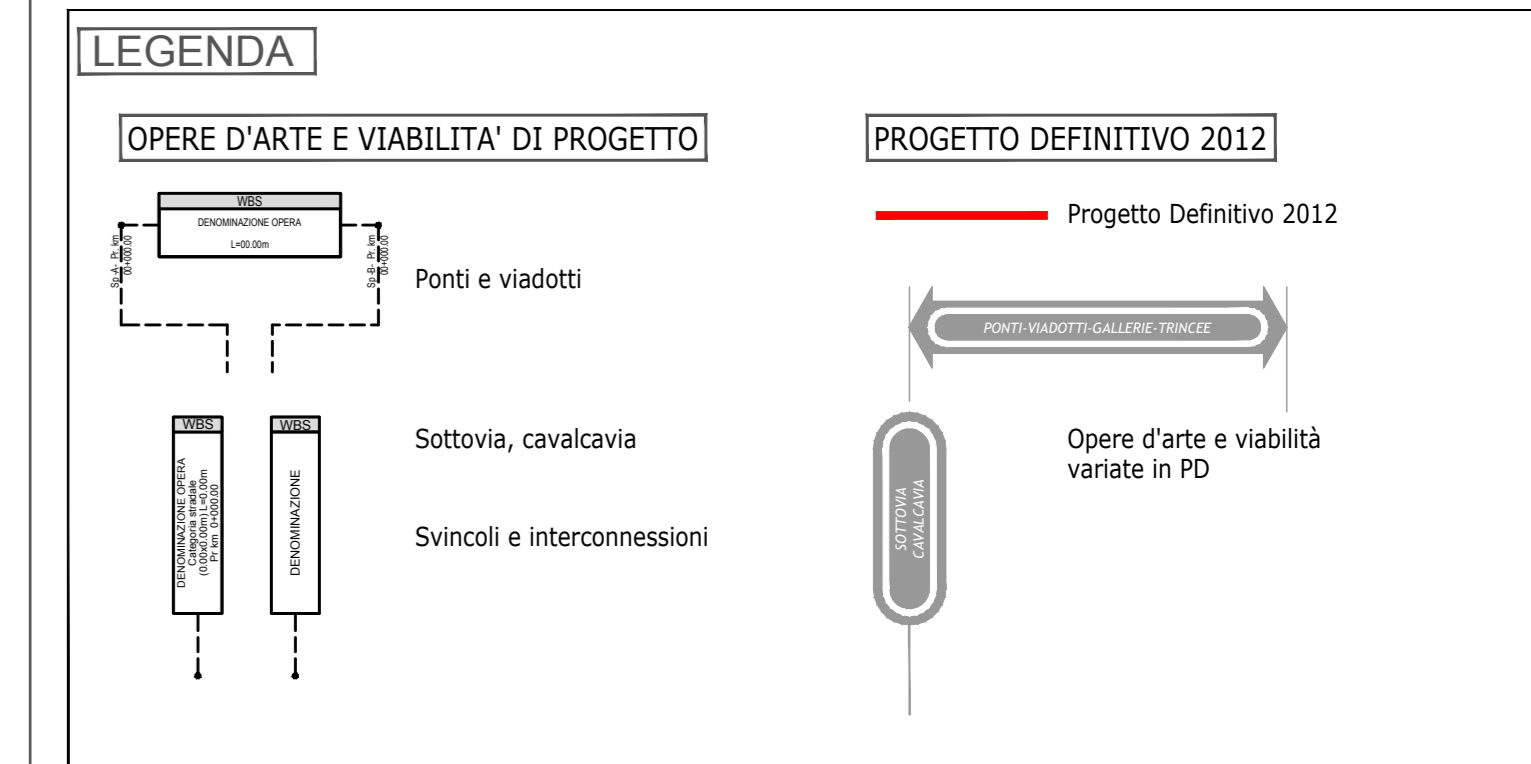 LEGENDA
OPERE D'ARTE E VIABILITA' DI PROGETTO
WBS
DENOMINAZIONE OPERA
L=00.00m
Sp.-A- Pr. km
00+000.00
Sp.-B- Pr. km
00+000.00
Ponti e viadotti
WBS
DENOMINAZIONE OPERA
Categoria stradale
(0.00x0.00m) L=0.00m
Pr km 0+000.00
WBS
DENOMINAZIONE
Sottovia, cavalcavia
Svincoli e interconnessioni
PROGETTO DEFINITIVO 2012
Progetto Definitivo 2012
PONTI-VIADOTTI-GALLERIE-TRINCEE
SOTTOVIA
CAVALCAVIA
Opere d'arte e viabilità
variate in PD